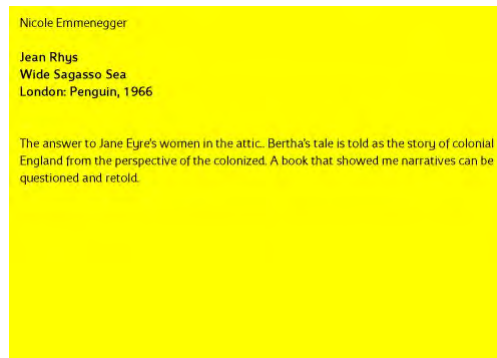 Nicole Emmenegger
Jean Rhys
Wide Sagasso Sea
London: Penguin, 1966
The answer to Jane Eyre's women in the attic.. Bertha's tale is told as the story of colonial
England from the perspective of the colonized. A book that showed me narratives can be
questioned and retold.